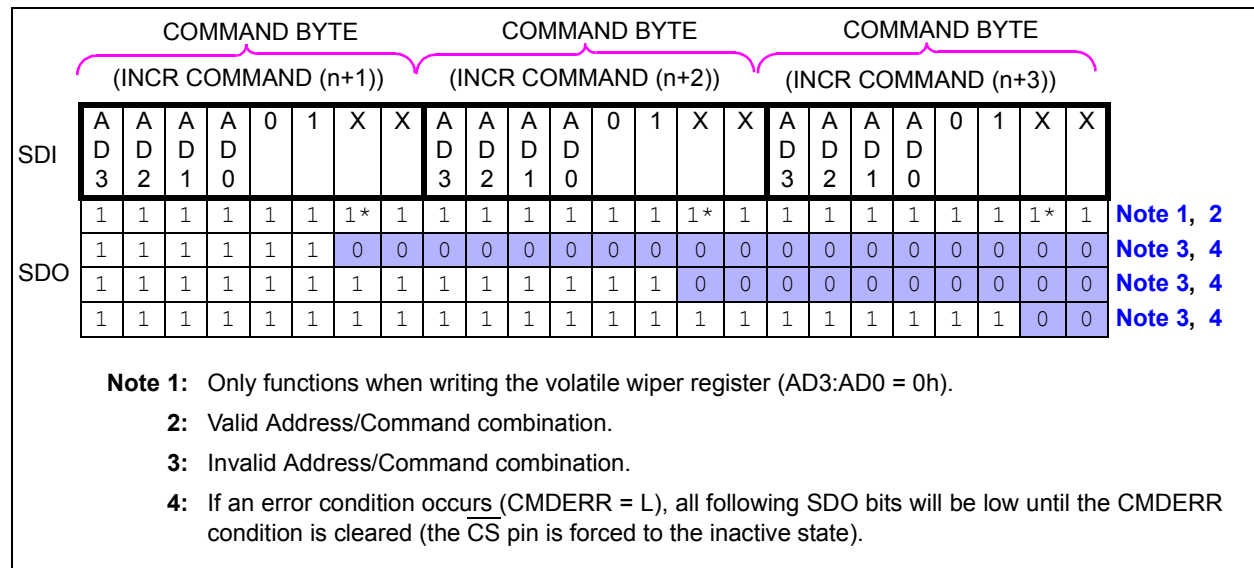 COMMAND BYTE COMMAND BYTE COMMAND BYTE
(INCR COMMAND (n+1)) (INCR COMMAND (n+2)) (INCR COMMAND (n+3))
A A A A 0 1 X X A A A A 0 1 X X A A A A 0 1 X X
SDI D D D D D D D D D D D D
3 2 1 0 3 2 1 0 3 2 1 0
1 1 1 1 1 1 1* 1 1 1 1 1 1 1 1* 1 1 1 1 1 1 1 1* 1 Note 1, 2
1 1 1 1 1 1 0 0 0 0 0 0 0 0 0 0 0 0 0 0 0 0 0 0 Note 3, 4
SDO
1 1 1 1 1 1 1 1 1 1 1 1 1 1 0 0 0 0 0 0 0 0 0 0 Note 3, 4
1 1 1 1 1 1 1 1 1 1 1 1 1 1 1 1 1 1 1 1 1 1 0 0 Note 3, 4
Note 1: Only functions when writing the volatile wiper register (AD3:AD0 = 0h).
2: Valid Address/Command combination.
3: Invalid Address/Command combination.
4: If an error condition occurs (CMDERR = L), all following SDO bits will be low until the CMDERR
condition is cleared (the CS pin is forced to the inactive state).